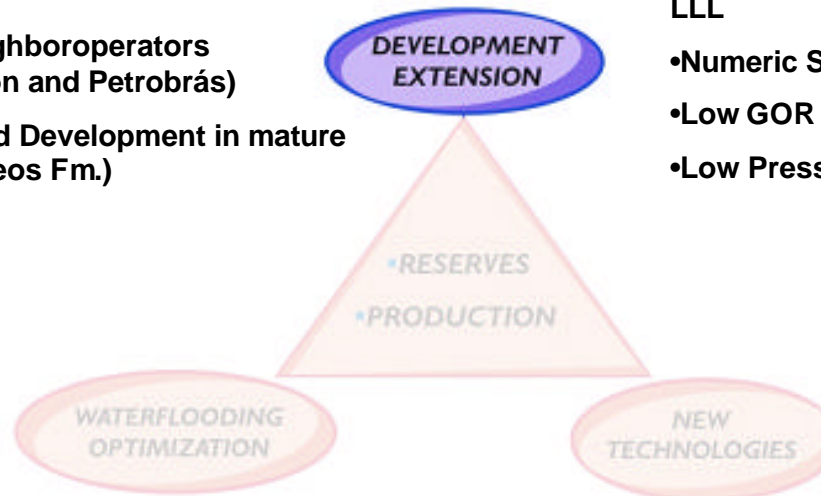 ghboroperators
on and Petrobrás)
d Development in mature
eos Fm.)
DEVELOPMENT
EXTENSION
LLL
•Numeric S
•Low GOR
•Low Press
•RESERVES
•PRODUCTION
WATERFLOODING
OPTIMIZATION
NEW
TECHNOLOGIES